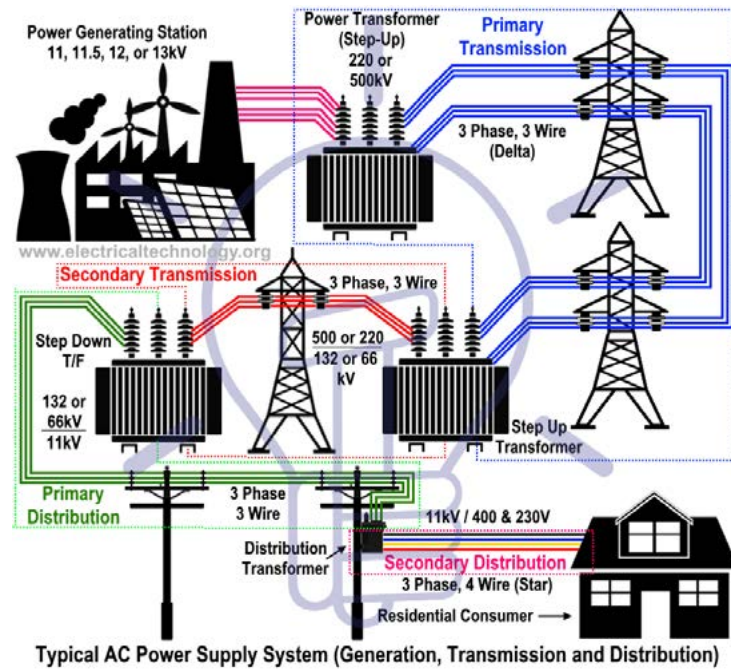 Power Generating Station
11, 11.5, 12, or 13kV
Power Transformer
(Step-Up)
220 or
500kV
Primary
Transmission
3 Phase, 3 Wire
(Delta)
www.electricaltechnology.org
Secondary Transmission
3 Phase, 3 Wire
Step Down
T/F
132 or
66kV
11kV
500 or 220
132 or 66
kV
Step Up
Transformer
Primary
Distribution
3 Phase
3 Wire
11kV / 400 & 230V
Distribution
Transformer
Secondary Distribution
3 Phase, 4 Wire (Star)
Residential Consumer
Typical AC Power Supply System (Generation, Transmission and Distribution)